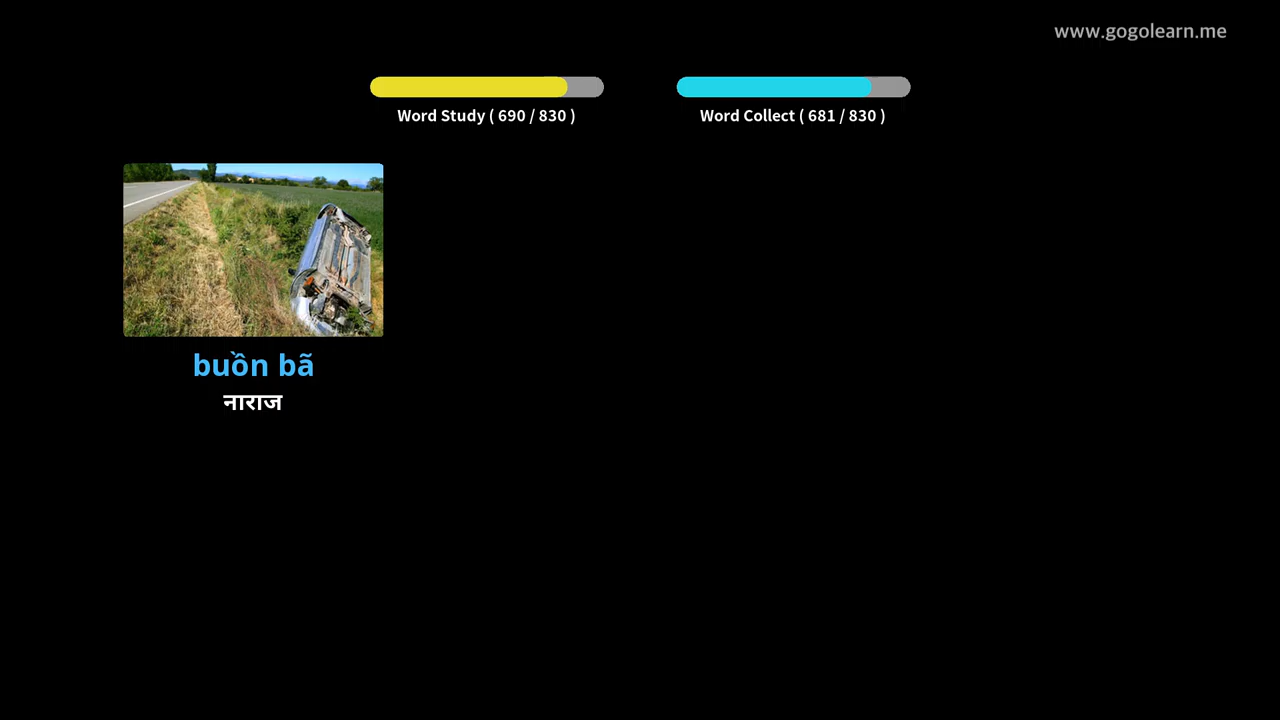 www.gogolearn.me
Word Study ( 690 / 830 )
Word Collect ( 681 / 830 )
buồn bã
नाराज